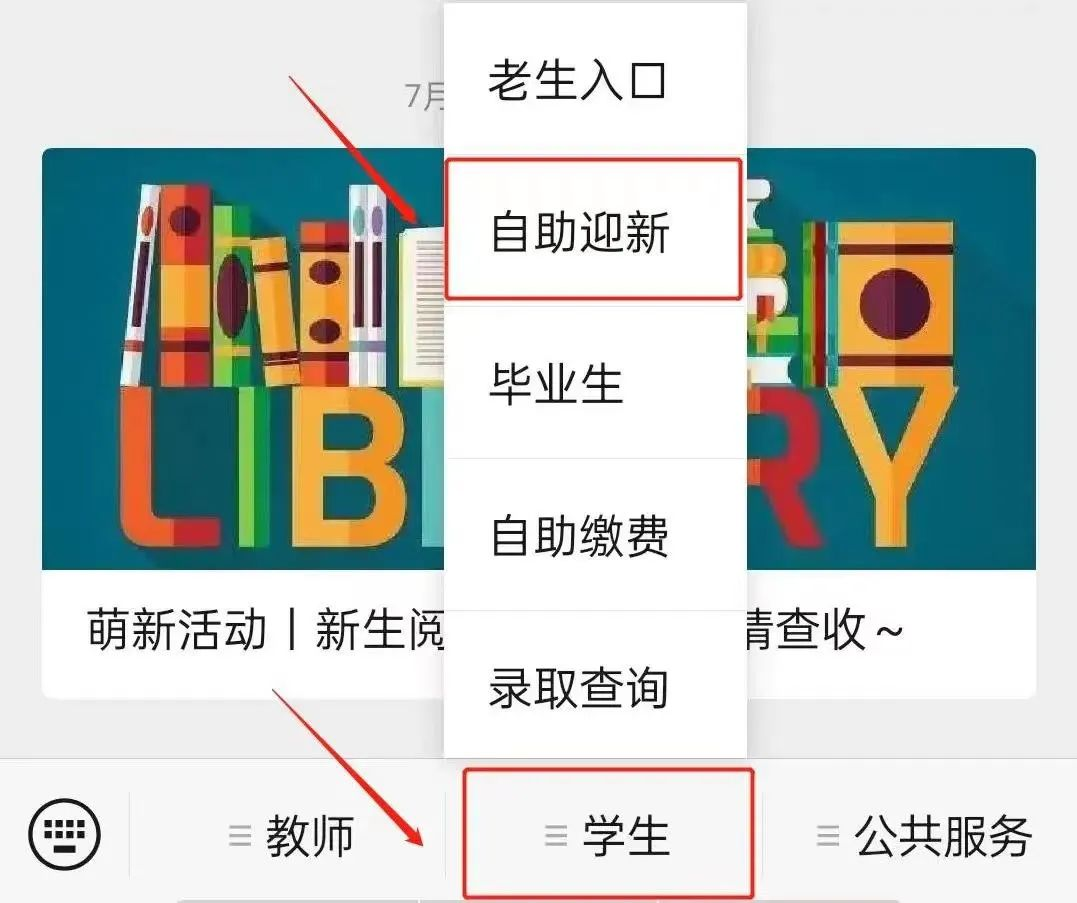 7月
老生入口
自助迎新
毕业生
自助缴费
录取查询
LIB RY
萌新活动丨新生阅 请查收~
教师
学生
公共服务